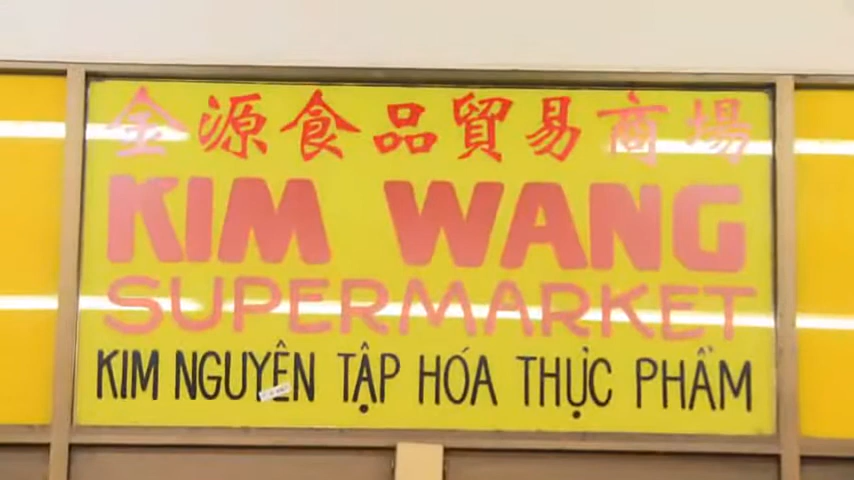 金源食品貿易商場
KIM WANG
SUPERMARKET
KIM NGUYÊN TẬP HÓA THỰC PHẨM